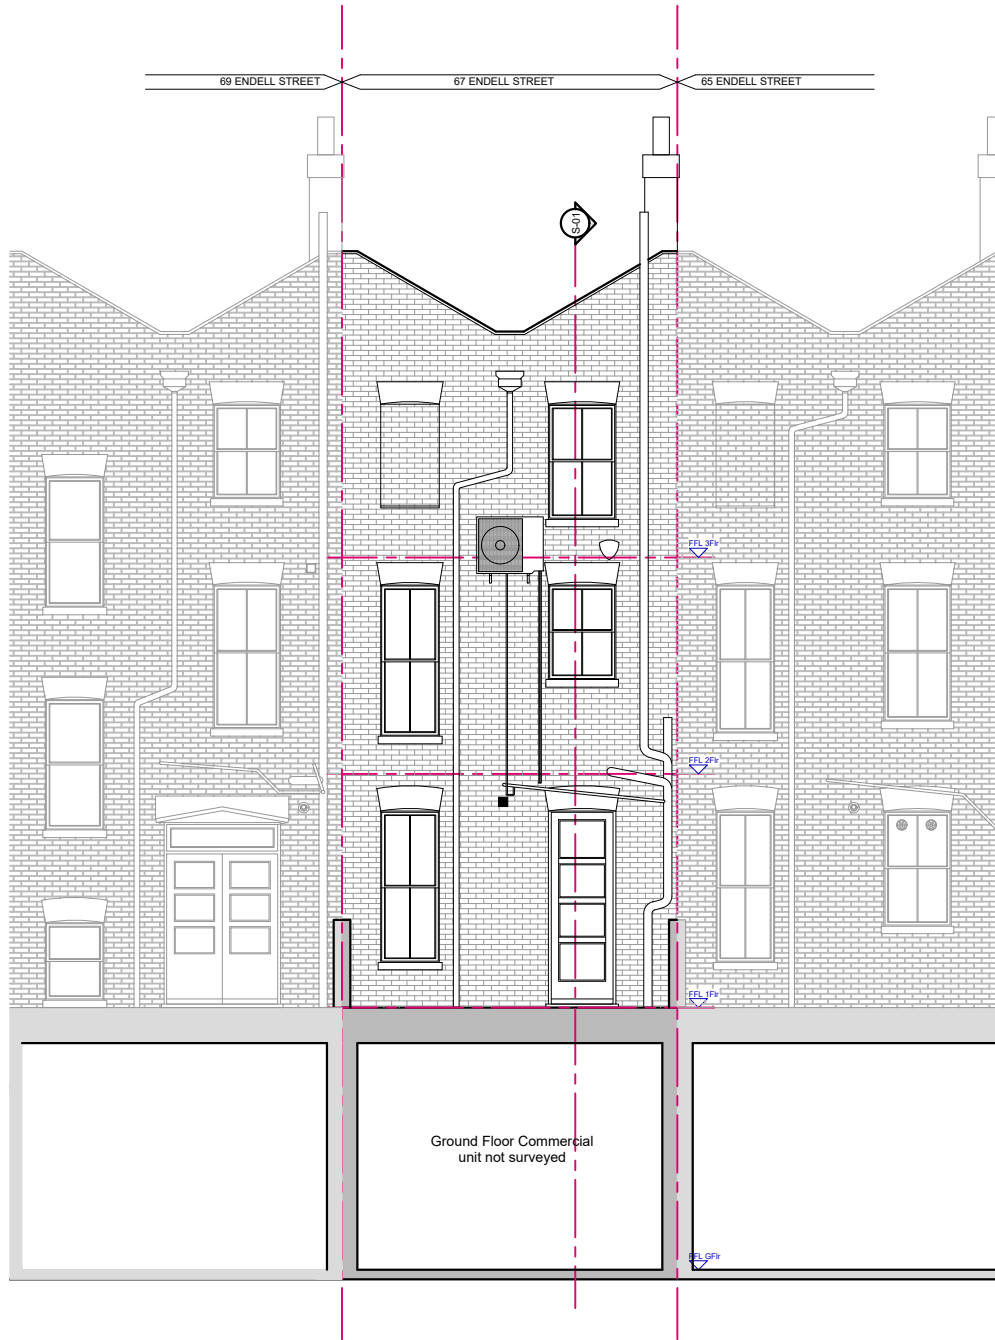 69 ENDELL STREET
67 ENDELL STREET
65 ENDELL STREET
S-01
FFL 3Flr
FFL 2Flr
FFL 1Flr
Ground Floor Commercial
unit not surveyed
FFL GFlr